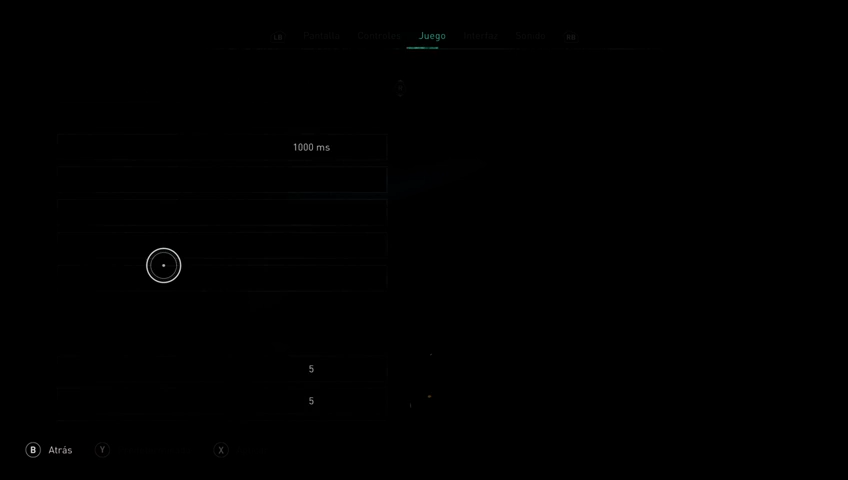 LB Pantalla Controles Juego Interfaz Sonido RB
1000 ms
5
5
B Atrás Y X